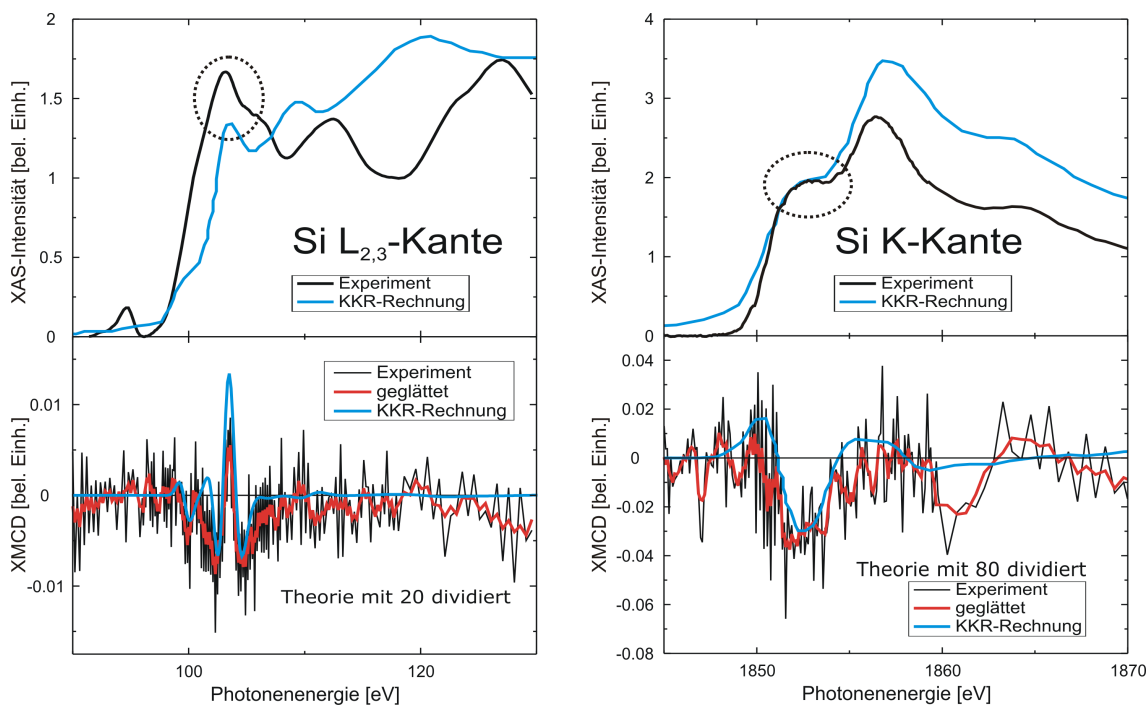 2
1.5
1
0.5
0
XAS-Intensität [bel. Einh.]
Si L2,3-Kante
Experiment
KKR-Rechnung
0.01
0
-0.01
XMCD [bel. Einh.]
Experiment
geglättet
KKR-Rechnung
Theorie mit 20 dividiert
100
120
Photonenenergie [eV]
4
3
2
1
0
XAS-Intensität [bel. Einh.]
Si K-Kante
Experiment
KKR-Rechnung
0.04
0.02
0
-0.02
-0.04
-0.06
-0.08
XMCD [bel. Einh.]
Theorie mit 80 dividiert
Experiment
geglättet
KKR-Rechnung
1850
1860
1870
Photonenenergie [eV]